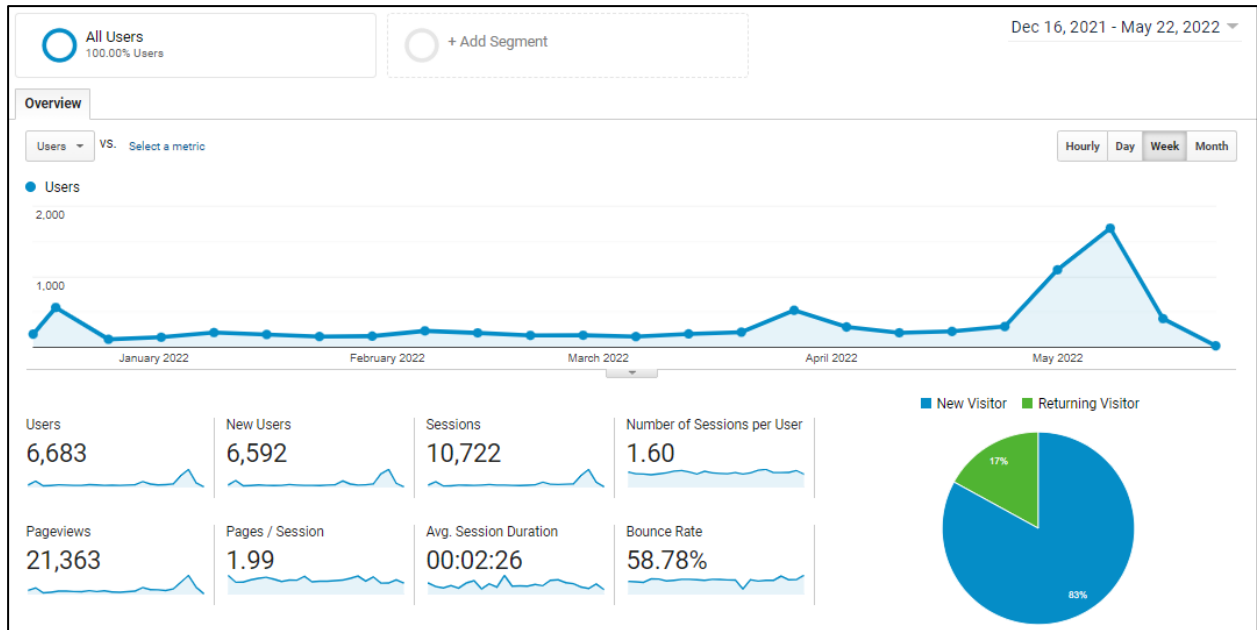 All Users
100.00% Users
+ Add Segment
Dec 16, 2021 - May 22, 2022
Overview
Users VS. Select a metric
Hourly Day Week Month
Users
2,000
1,000
January 2022 February 2022 March 2022 April 2022 May 2022
New Visitor Returning Visitor
Users New Users Sessions Number of Sessions per User
6,683 6,592 10,722 1.60
17%
Pageviews Pages / Session Avg. Session Duration Bounce Rate
21,363 1.99 00:02:26 58.78%
83%